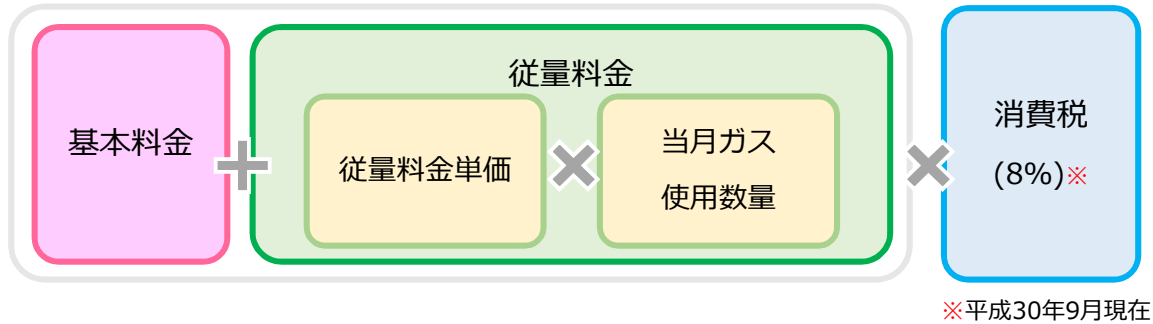 従量料金
基本料金
＋
従量料金単価
×
当月ガス
使用数量
×
消費税
(8%)※
※平成30年9月現在